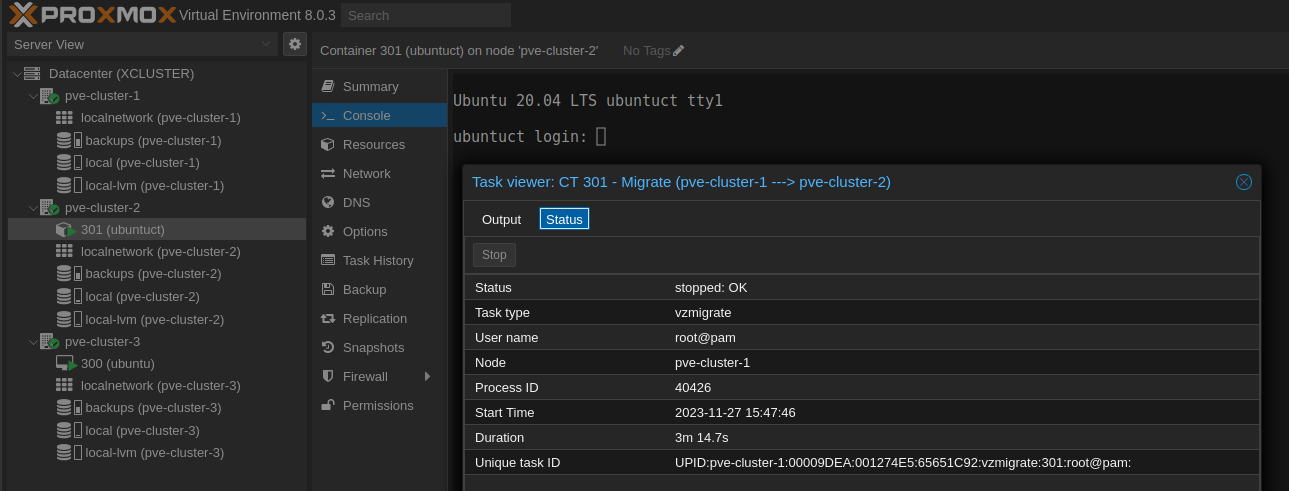 PROXMOX Virtual Environment 8.0.3 Search
Server View
Datacenter (XCLUSTER)
pve-cluster-1
localnetwork (pve-cluster-1)
backups (pve-cluster-1)
local (pve-cluster-1)
local-lvm (pve-cluster-1)
pve-cluster-2
301 (ubuntuct)
localnetwork (pve-cluster-2)
backups (pve-cluster-2)
local (pve-cluster-2)
local-lvm (pve-cluster-2)
pve-cluster-3
300 (ubuntu)
localnetwork (pve-cluster-3)
backups (pve-cluster-3)
local (pve-cluster-3)
local-lvm (pve-cluster-3)
Container 301 (ubuntuct) on node 'pve-cluster-2' No Tags
Summary
Console
Resources
Network
DNS
Options
Task History
Backup
Replication
Snapshots
Firewall
Permissions
Ubuntu 20.04 LTS ubuntuct tty1
ubuntuct login:
Task viewer: CT 301 - Migrate (pve-cluster-1 ---> pve-cluster-2)
Output Status
Stop
Status stopped: OK
Task type vzmigrate
User name root@pam
Node pve-cluster-1
Process ID 40426
Start Time 2023-11-27 15:47:46
Duration 3m 14.7s
Unique task ID UPID:pve-cluster-1:00009DEA:001274E5:65651C92:vzmigrate:301:root@pam: